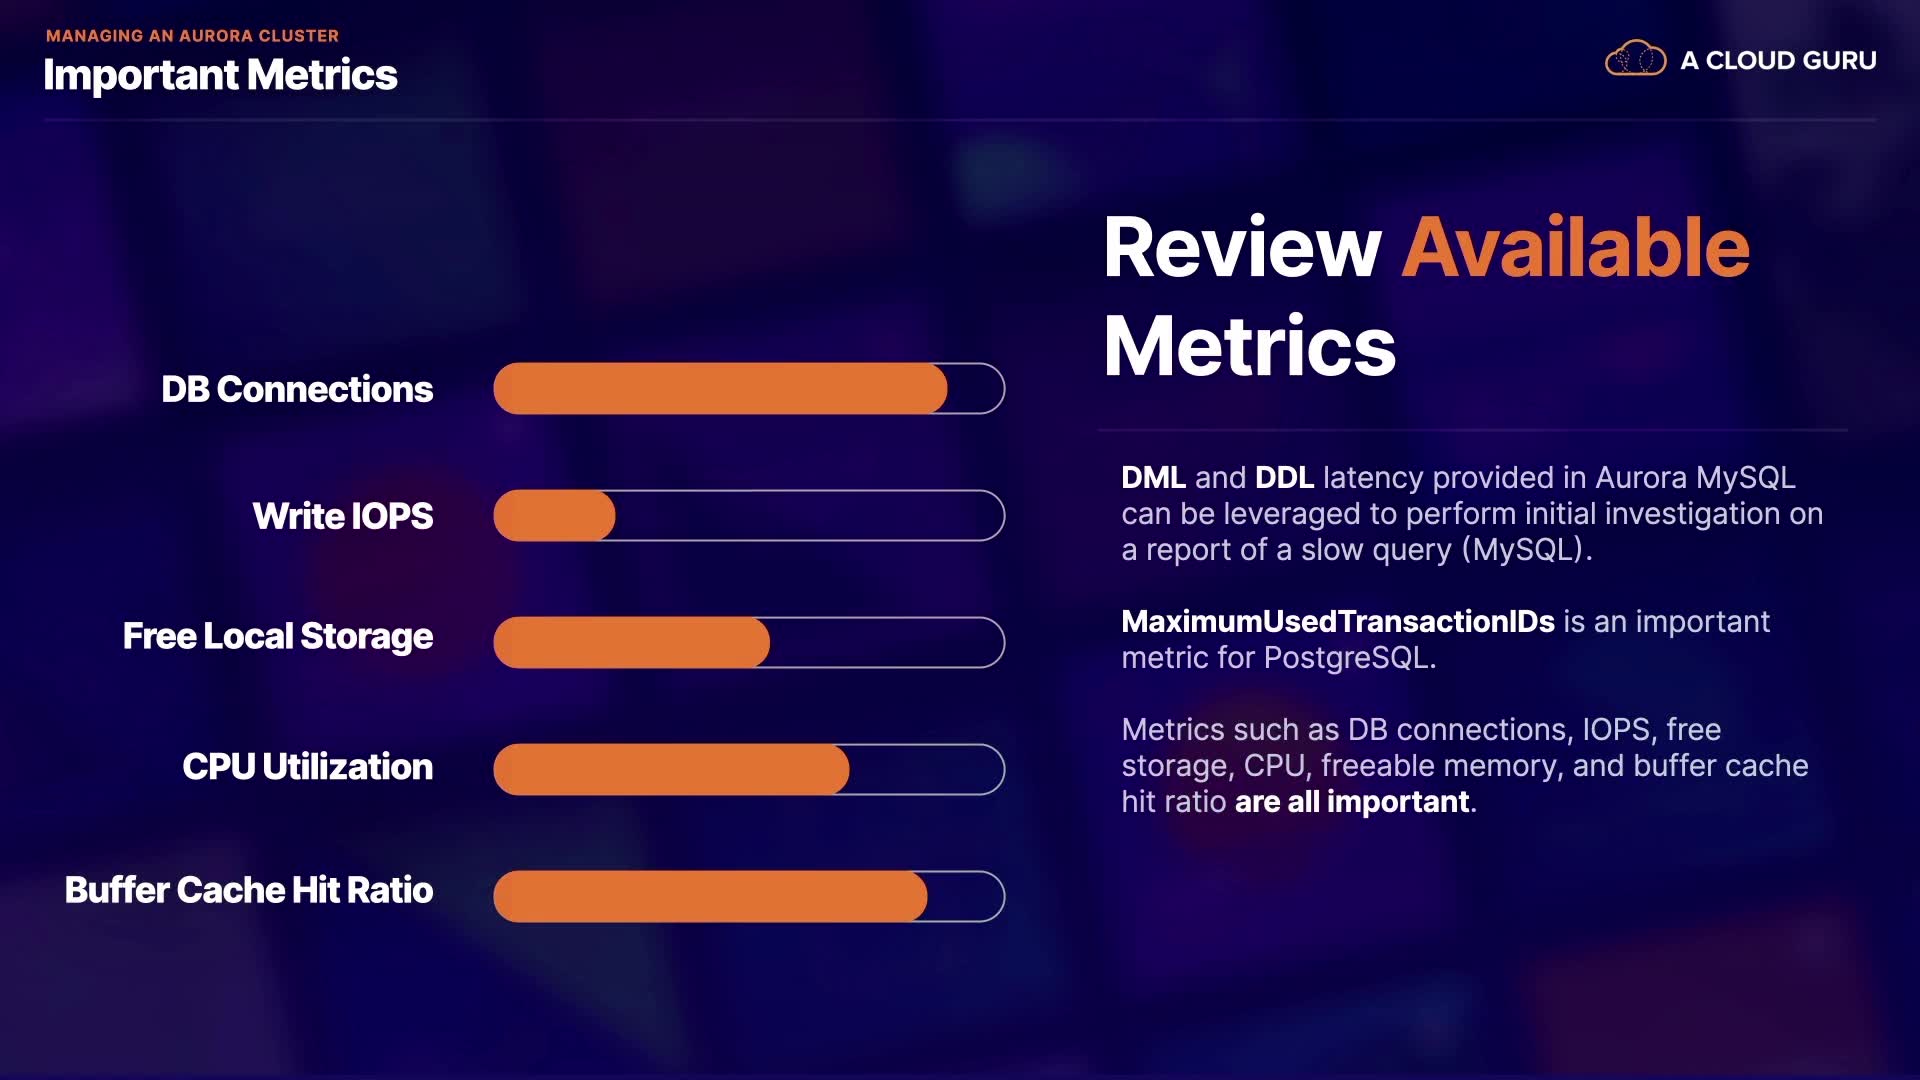 MANAGING AN AURORA CLUSTER
Important Metrics
A CLOUD GURU
DB Connections
Write IOPS
Free Local Storage
CPU Utilization
Buffer Cache Hit Ratio
Review Available
Metrics
DML and DDL latency provided in Aurora MySQL
can be leveraged to perform initial investigation on
a report of a slow query (MySQL).
MaximumUsedTransactionIDs is an important
metric for PostgreSQL.
Metrics such as DB connections, IOPS, free
storage, CPU, freeable memory, and buffer cache
hit ratio are all important.